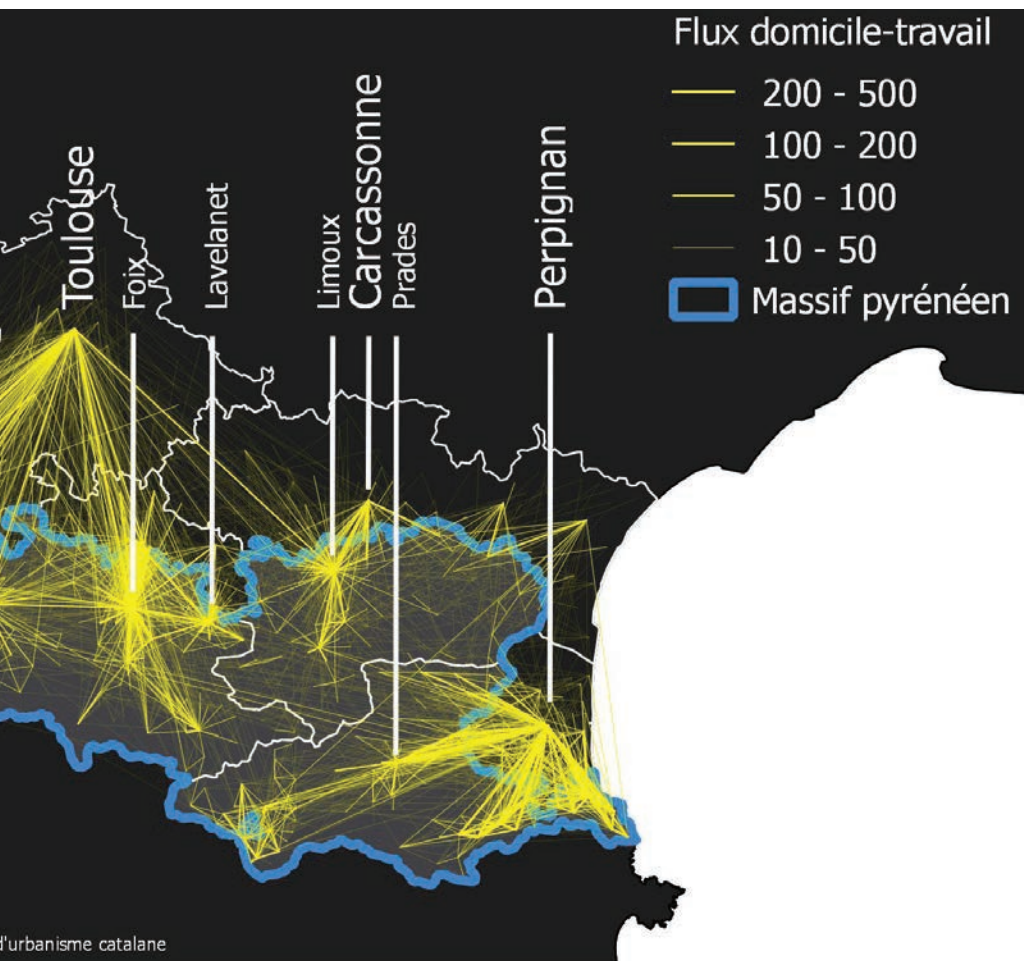 Flux domicile-travail
200 - 500
100 - 200
50 - 100
10 - 50
Massif pyrénéen
Toulouse
Foix
Lavelanet
Limoux
Carcassonne
Prades
Perpignan
d'urbanisme catalane